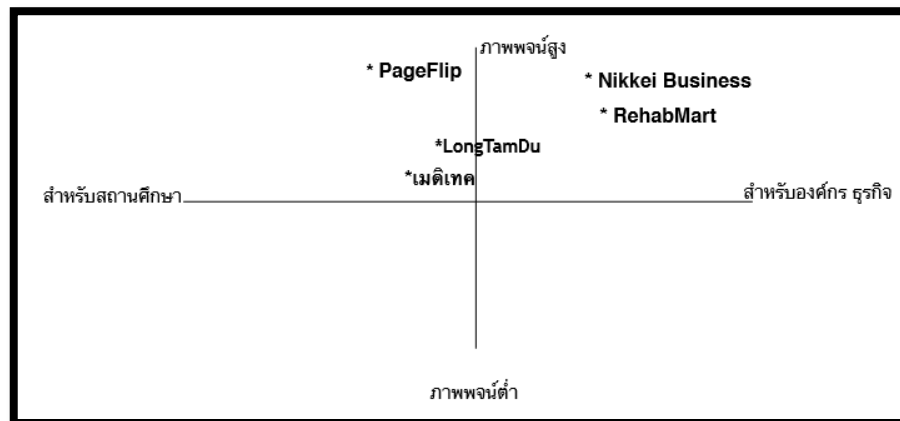 ภาพพจน์สูง
* PageFlip
* Nikkei Business
* RehabMart
*LongTamDu
*เมดิเทค
สำหรับสถานศึกษา
สำหรับองค์กร ธุรกิจ
ภาพพจน์ต่ำ